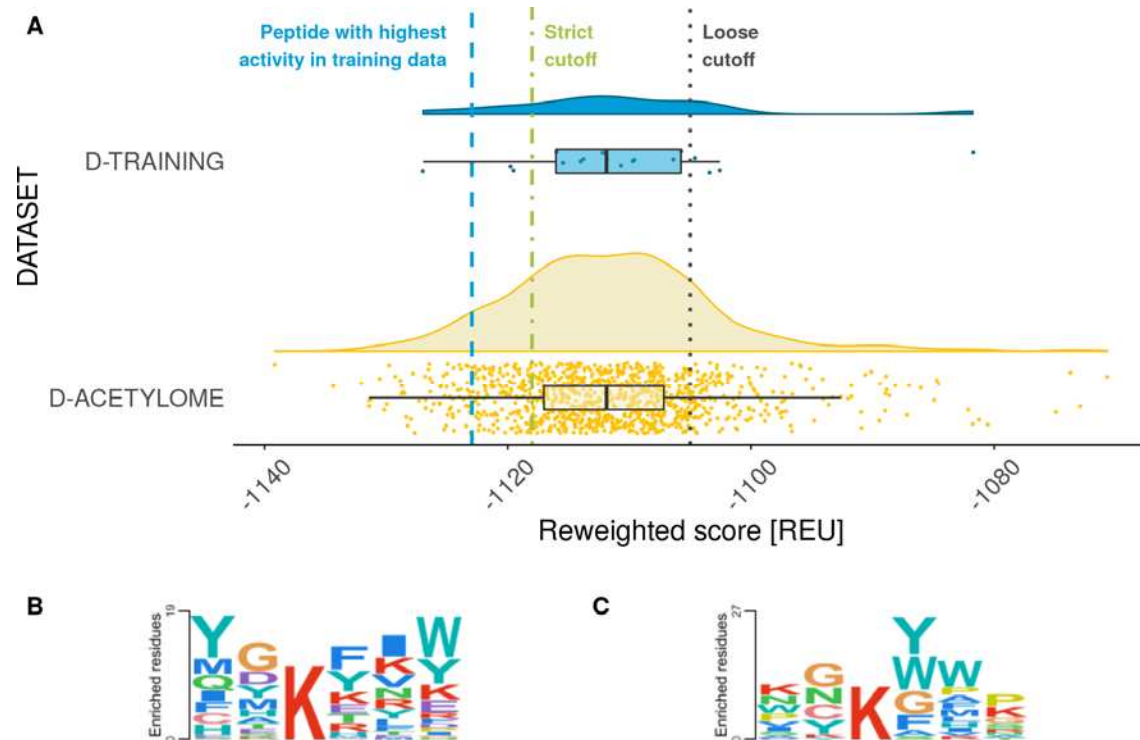 A
Peptide with highest
activity in training data
Strict
cutoff
Loose
cutoff
DATASET
D-TRAINING
D-ACETYLOME
-1140
-1120
-1100
-1080
Reweighted score [REU]
B
C
Enriched residues
19
Enriched residues
27